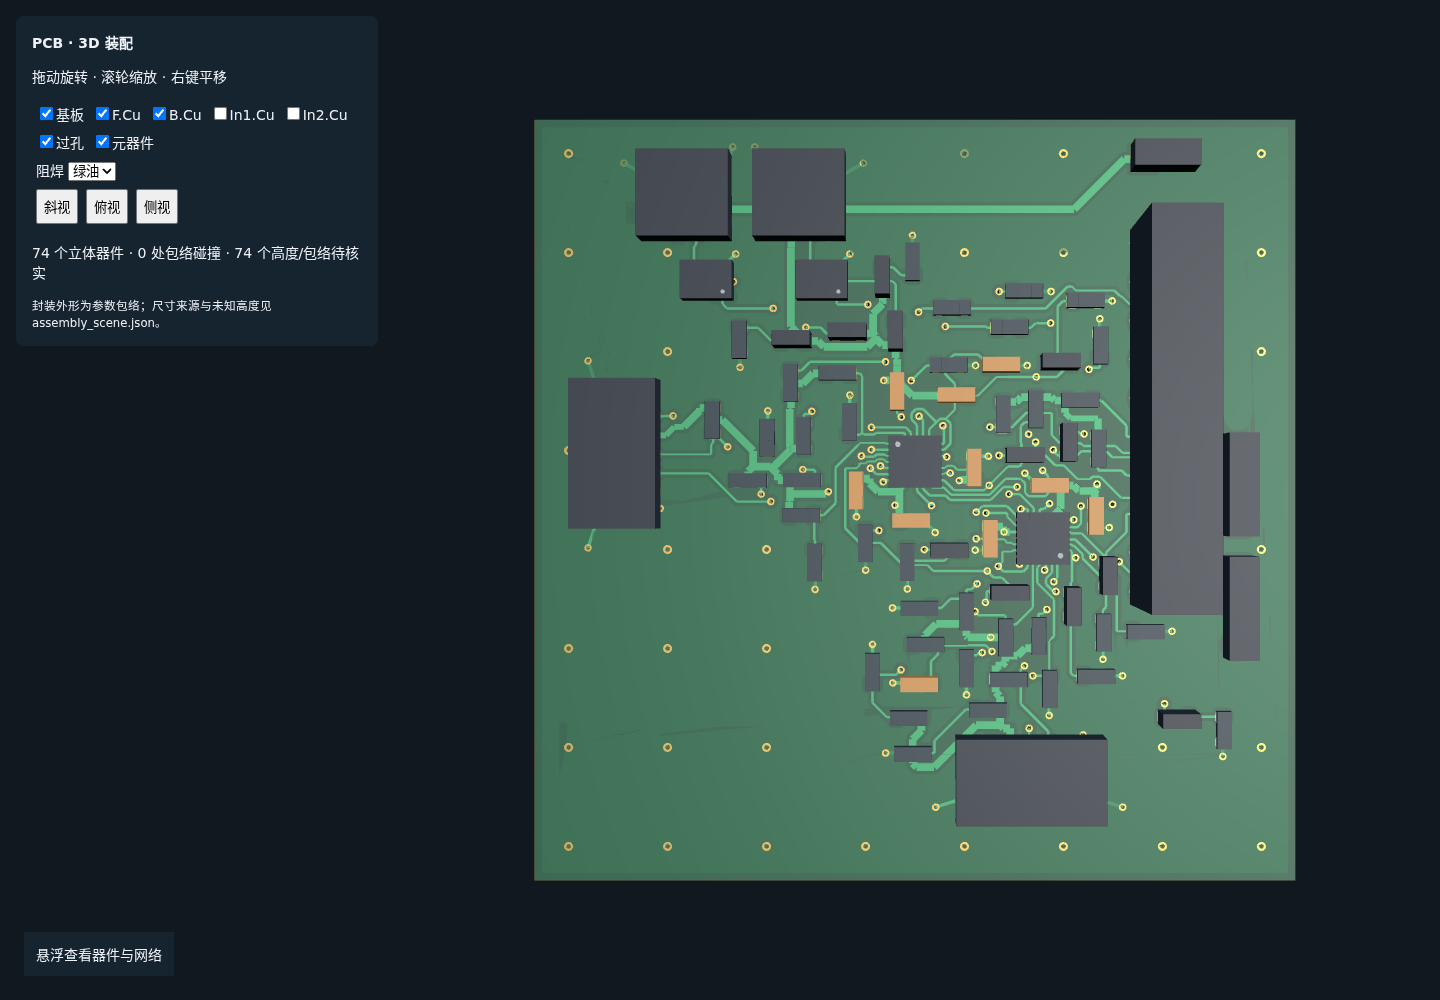 PCB · 3D 装配
拖动旋转 · 滚轮缩放 · 右键平移
基板 F.Cu B.Cu In1.Cu In2.Cu
过孔 元器件
阻焊 绿油
斜视 俯视 侧视
74 个立体器件 · 0 处包络碰撞 · 74 个高度/包络待核
实
封装外形为参数包络；尺寸来源与未知高度见
assembly_scene.json。
悬浮查看器件与网络